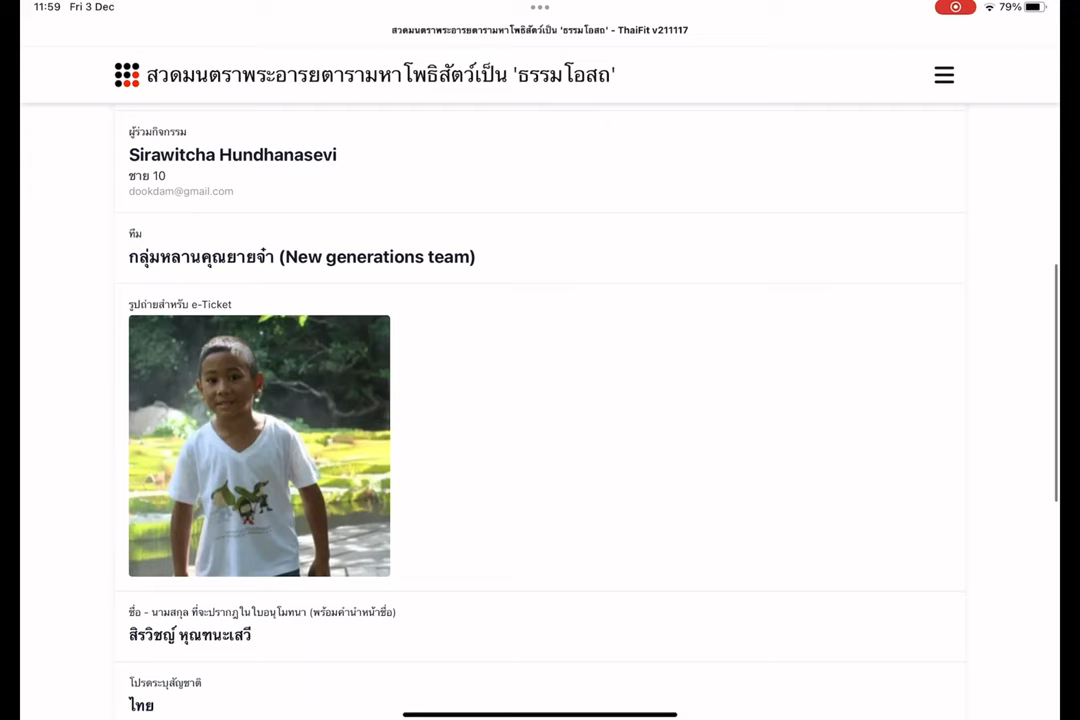 11:59 Fri 3 Dec
79%
สวดมนตราพระอารยตารามหาโพธิสัตว์เป็น 'ธรรมโอสถ' - ThaiFit v211117
สวดมนตราพระอารยตารามหาโพธิสัตว์เป็น 'ธรรมโอสถ'
ผู้ร่วมกิจกรรม
Sirawitcha Hundhanasevi
ชาย 10
dookdam@gmail.com
ทีม
กลุ่มหลานคุณยายจ๋า (New generations team)
รูปถ่ายสำหรับ e-Ticket
ชื่อ - นามสกุล ที่จะปรากฎในใบอนุโมทนา (พร้อมคำนำหน้าชื่อ)
สิรวิชญ์ หุณฑนะเสวี
โปรดระบุสัญชาติ
ไทย